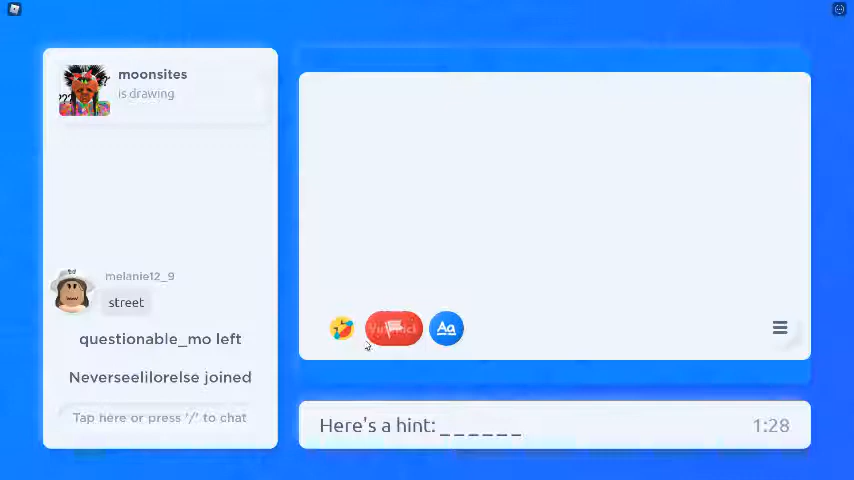 moonsites
is drawing
melanie12_9
street
questionable_mo left
Neverseelilorelse joined
Tap here or press '/' to chat
Aa
Here's a hint: _ _ _ _ _ _
1:28